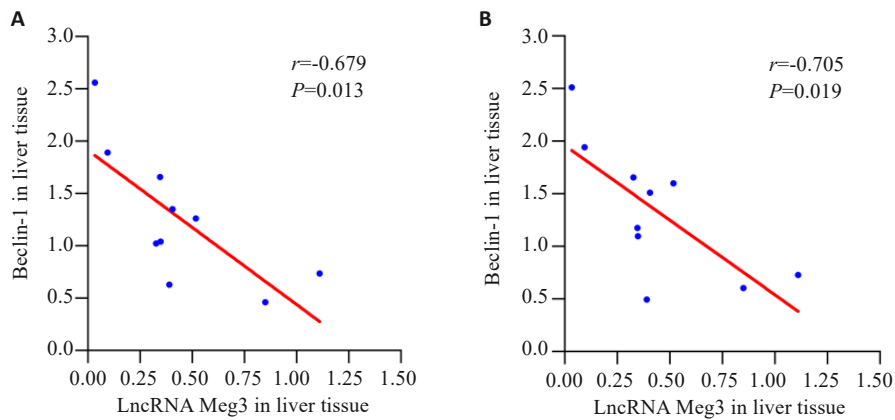 A
3.0
2.5
2.0
1.5
1.0
0.5
0.0
Beclin-1 in liver tissue
r=-0.679
P=0.013
0.00 0.25 0.50 0.75 1.00 1.25 1.50
LncRNA Meg3 in liver tissue
B
3.0
2.5
2.0
1.5
1.0
0.5
0.0
Beclin-1 in liver tissue
r=-0.705
P=0.019
0.00 0.25 0.50 0.75 1.00 1.25 1.50
LncRNA Meg3 in liver tissue